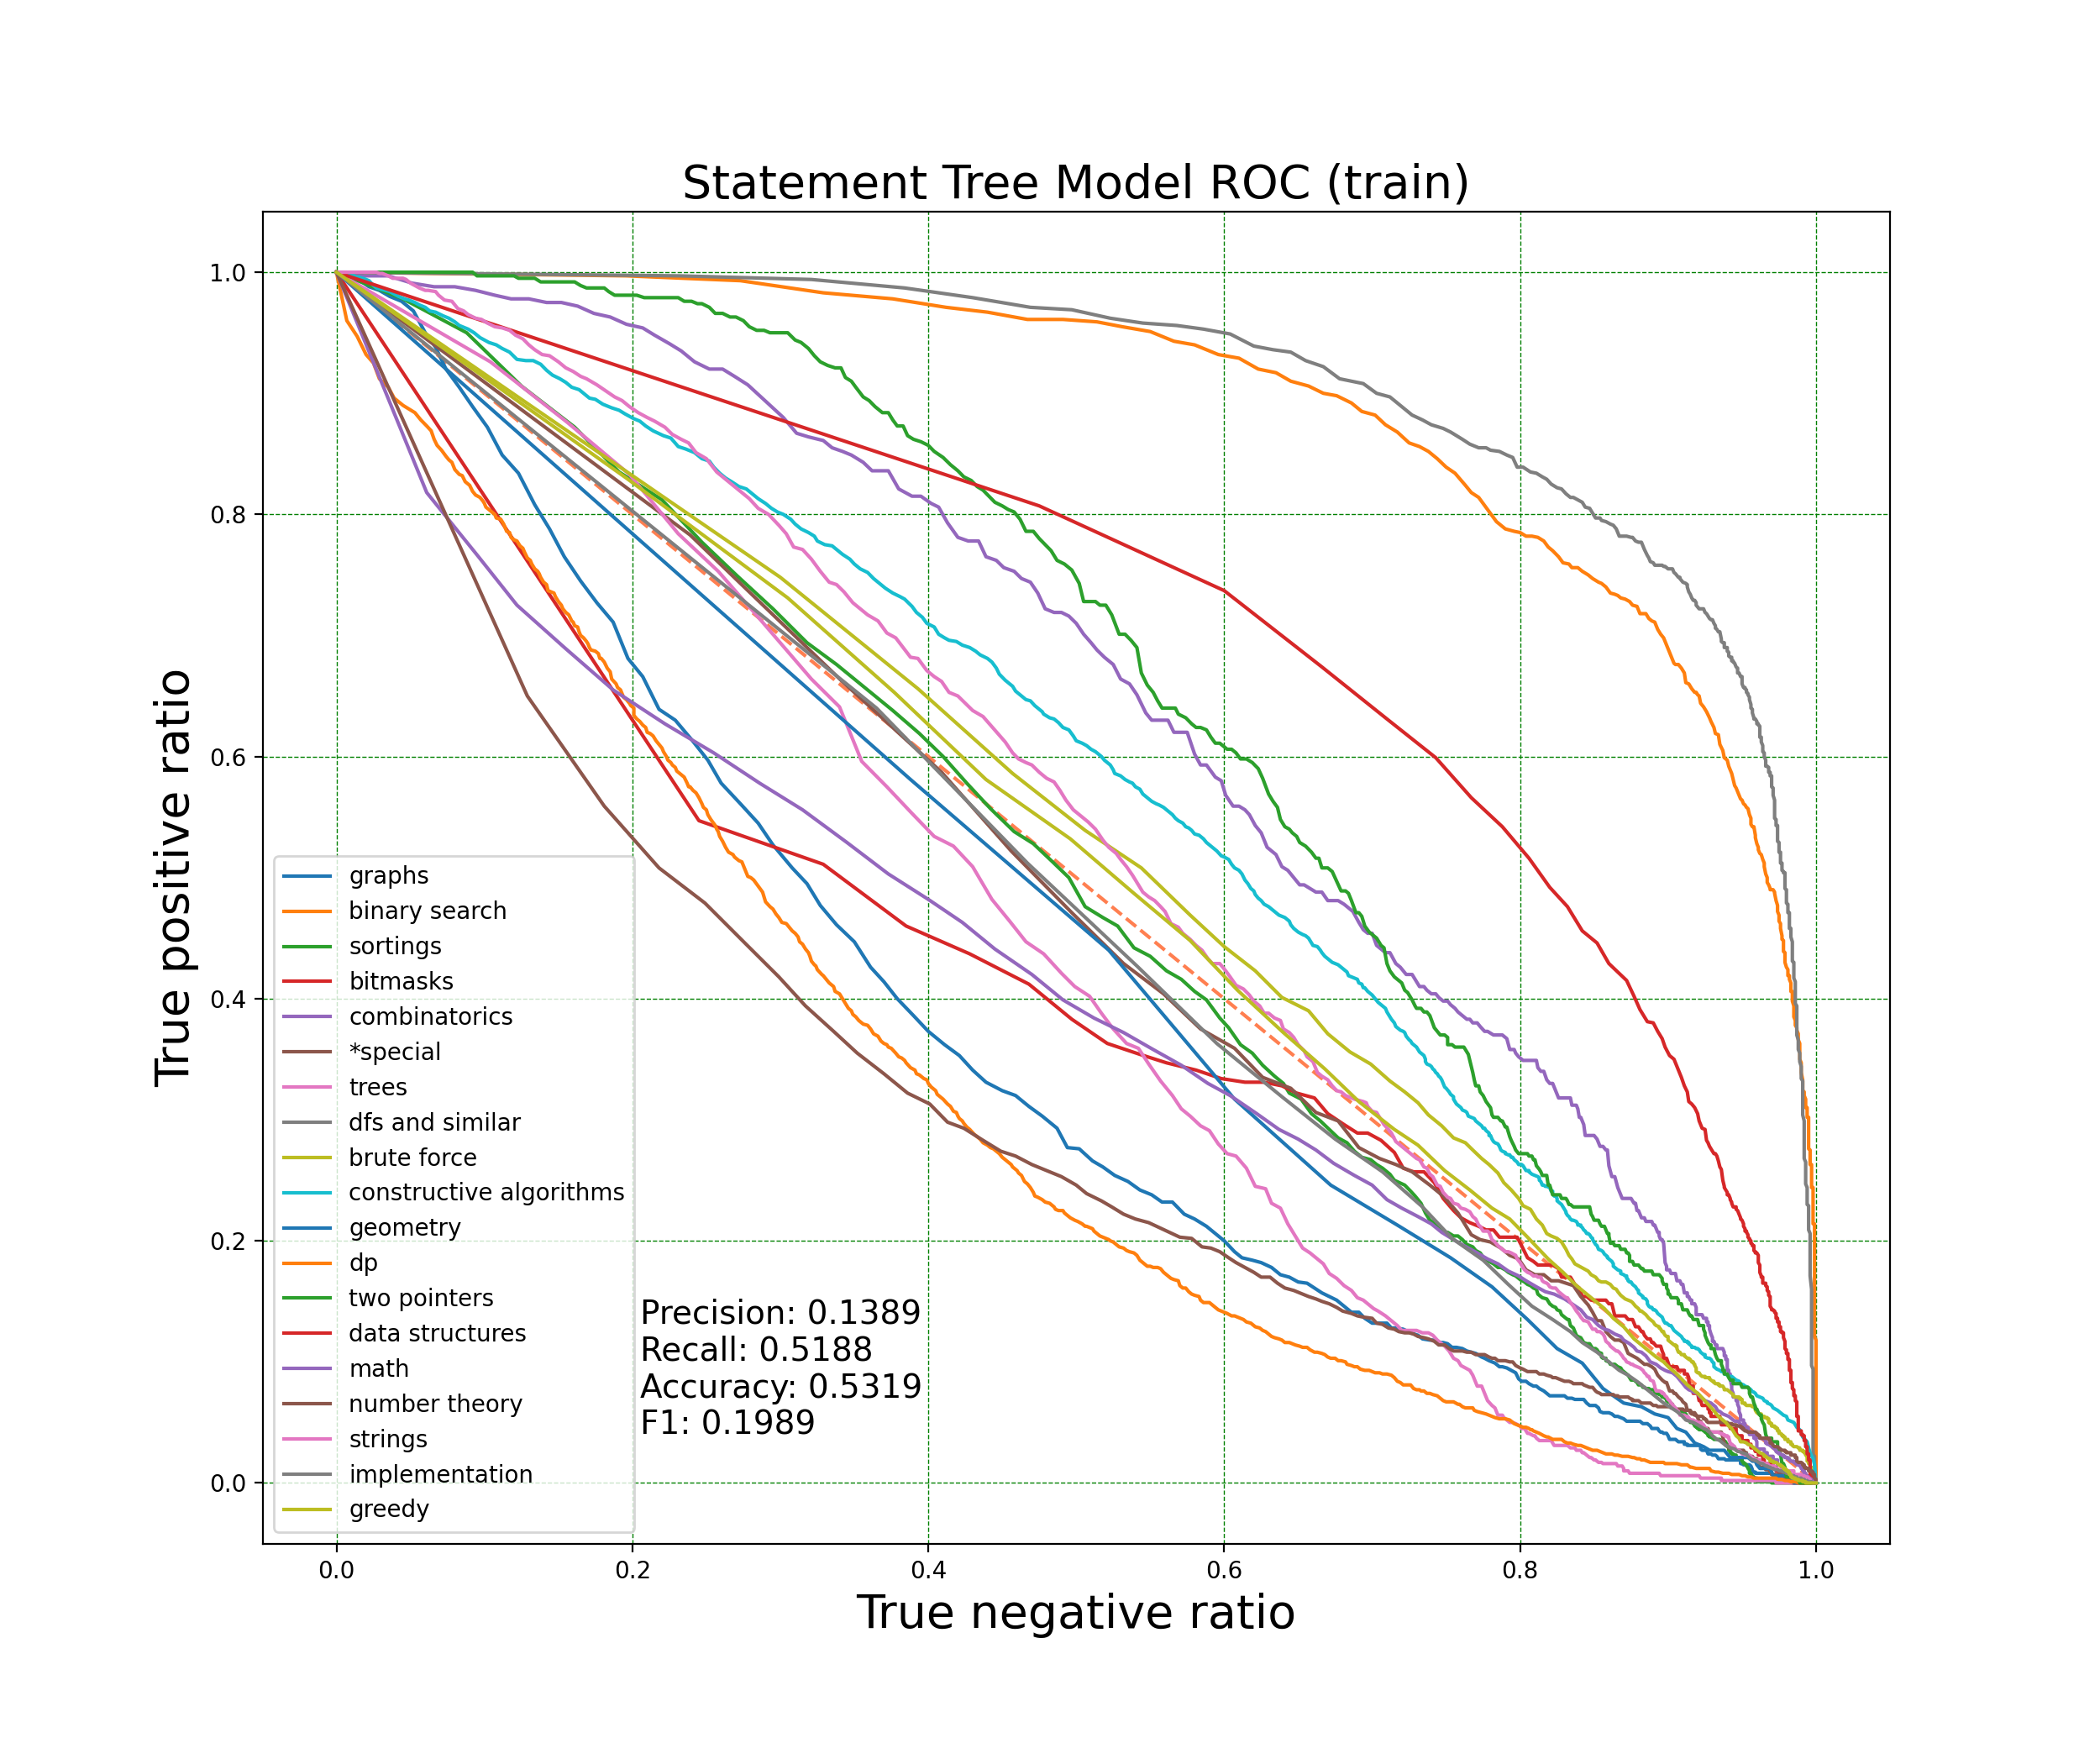 Statement Tree Model ROC (train)
True positive ratio
1.0
0.8
0.6
0.4
0.2
0.0
graphs
binary search
sortings
bitmasks
combinatorics
*special
trees
dfs and similar
brute force
constructive algorithms
geometry
dp
two pointers
data structures
math
number theory
strings
implementation
greedy
Precision: 0.1389
Recall: 0.5188
Accuracy: 0.5319
F1: 0.1989
0.0
0.2
0.4
0.6
0.8
1.0
True negative ratio